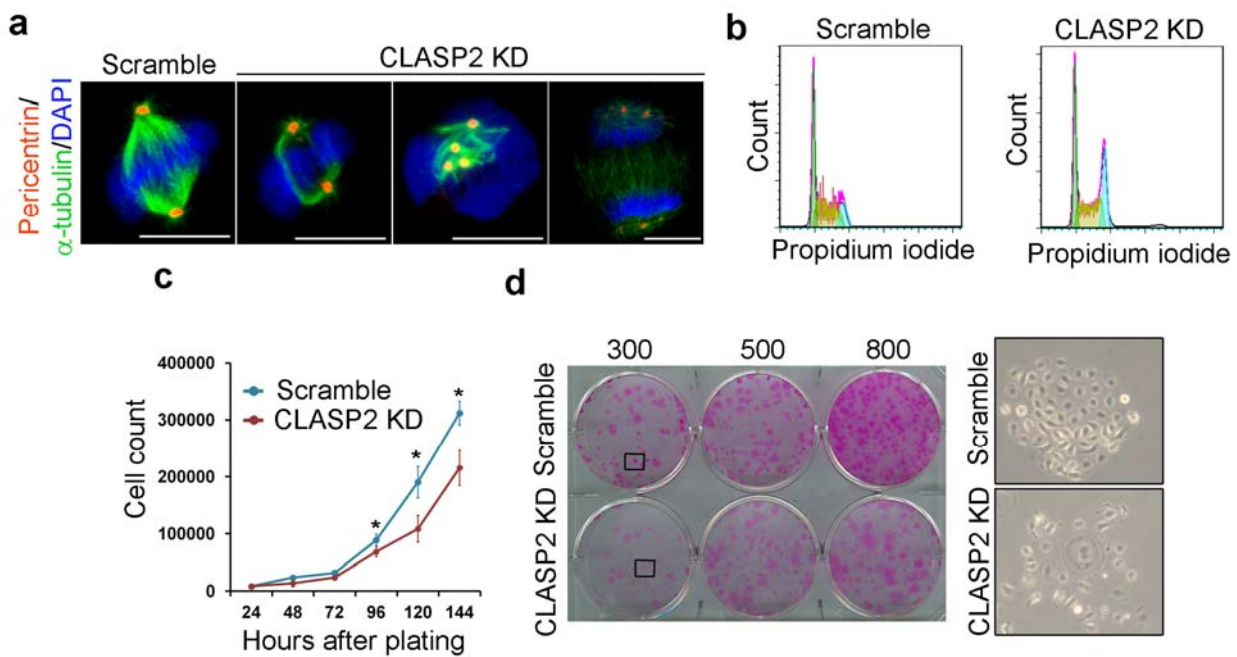 a
Scramble
CLASP2 KD
Pericentrin/
α-tubulin/DAPI
b
Scramble
CLASP2 KD
Count
Count
Propidium iodide
Propidium iodide
c
400000
300000
200000
100000
0
Cell count
Scramble
CLASP2 KD
*
*
*
24 48 72 96 120 144
Hours after plating
d
300 500 800
Scramble
CLASP2 KD
Scramble
CLASP2 KD